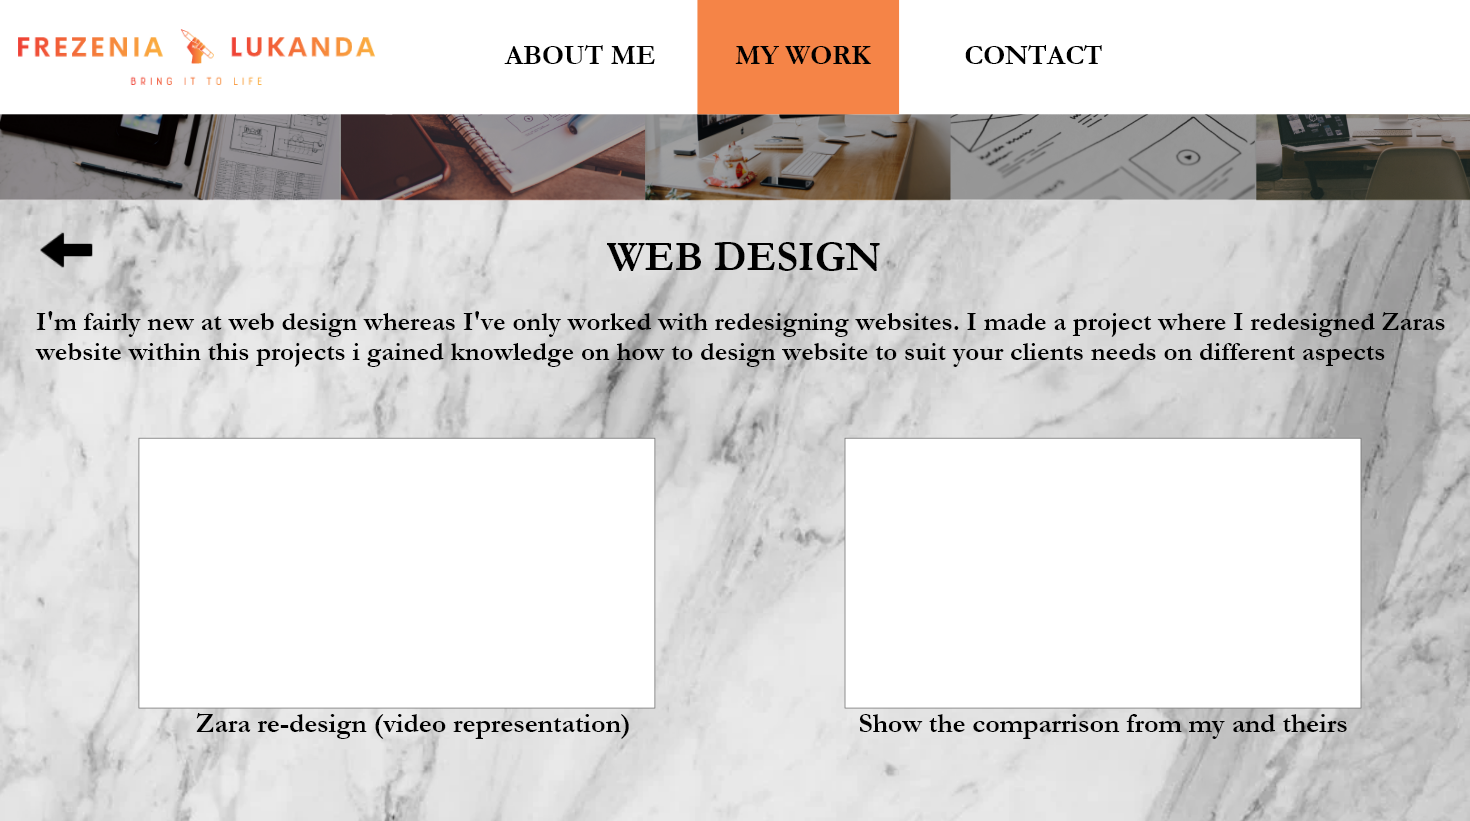 FREZENIA LUKANDA
BRING IT TO LIFE
ABOUT ME
MY WORK
CONTACT
WEB DESIGN
I'm fairly new at web design whereas I've only worked with redesigning websites. I made a project where I redesigned Zaras
website within this projects i gained knowledge on how to design website to suit your clients needs on different aspects
Zara re-design (video representation)
Show the comparrison from my and theirs